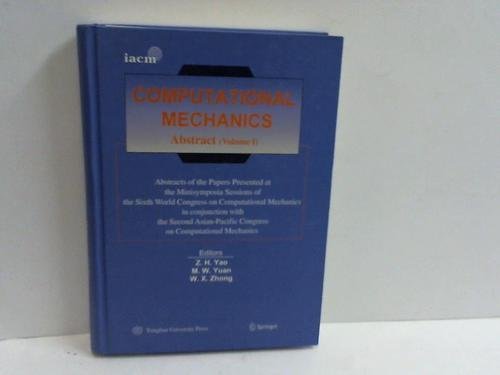 iacm
COMPUTATIONAL
MECHANICS
Abstract (Volume I)
Abstracts of the Papers Presented at
the Minisymposia Sessions of
the Sixth World Congress on Computational Mechanics
in conjunction with
the Second Asian-Pacific Congress
on Computational Mechanics
Editors
Z. H. Yao
M. W. Yuan
W. X. Zhong
Tsinghua University Press
Springer